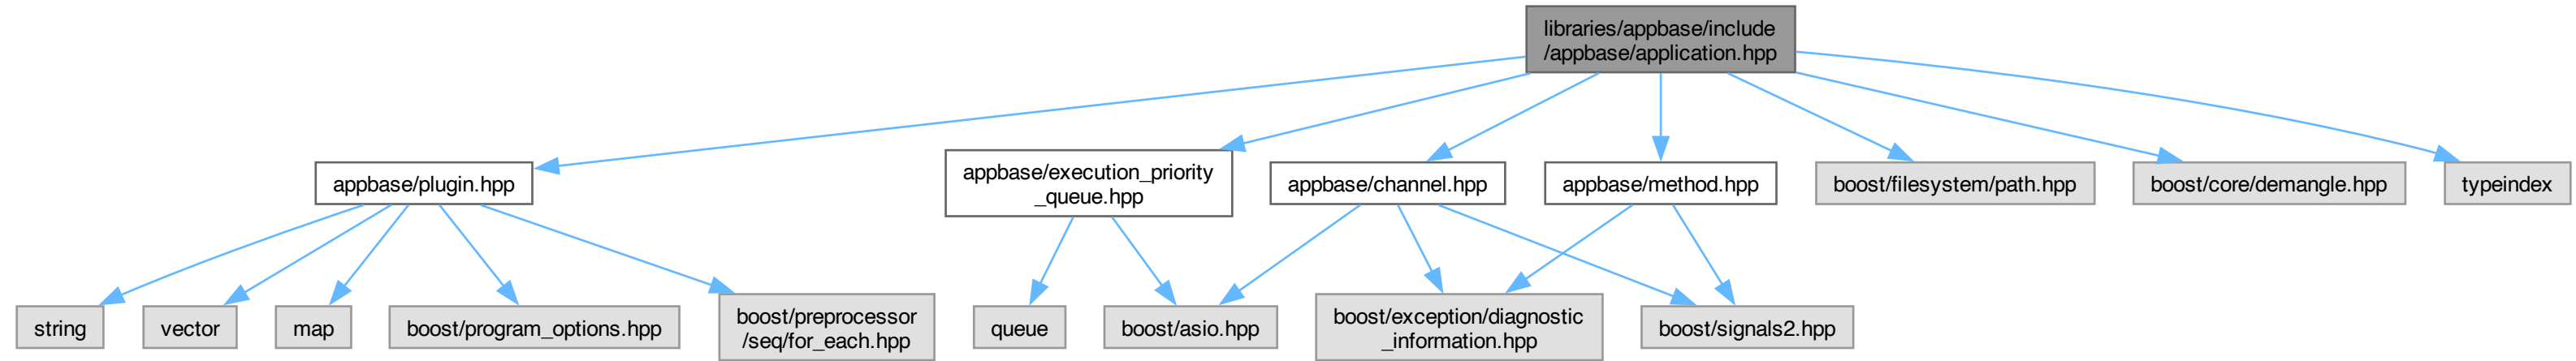 libraries/appbase/include
/appbase/application.hpp
appbase/plugin.hpp
appbase/execution_priority
_queue.hpp
appbase/channel.hpp
appbase/method.hpp
boost/filesystem/path.hpp
boost/core/demangle.hpp
typeindex
string
vector
map
boost/program_options.hpp
boost/preprocessor
/seq/for_each.hpp
queue
boost/asio.hpp
boost/exception/diagnostic
_information.hpp
boost/signals2.hpp